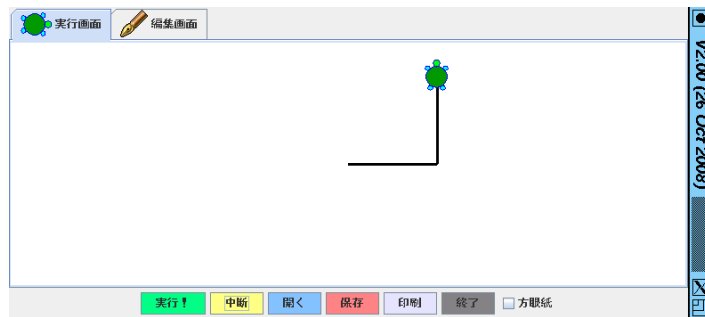 実行画面
編集画面
V2.00 (26 Oct 2008)
実行！
中断
開く
保存
印刷
終了
方眼紙